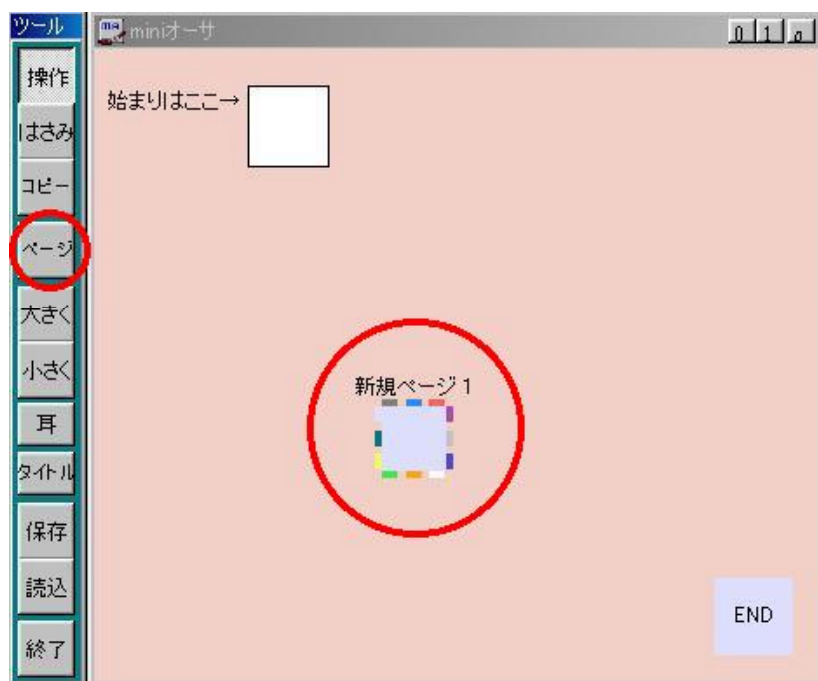 ツール
操作
はさみ
コピー
ページ
大きく
小さく
耳
タイトル
保存
読込
終了
miniオーサ
0 1 a
始まりはここ→
新規ページ1
END